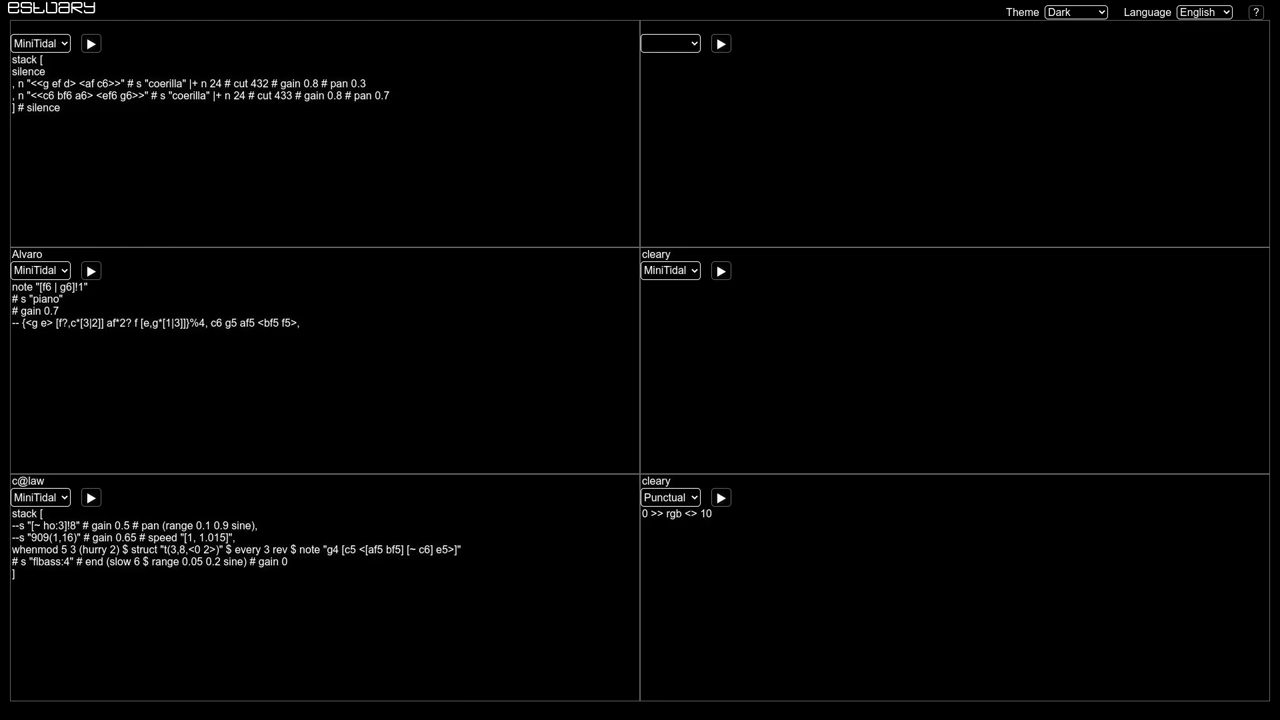 estuary
Theme Dark Language English ?
MiniTidal
stack [
silence
, n "<<g ef d> <af c6>>" # s "coerilla" |+ n 24 # cut 432 # gain 0.8 # pan 0.3
, n "<<c6 bf6 a6> <ef6 g6>>" # s "coerilla" |+ n 24 # cut 433 # gain 0.8 # pan 0.7
] # silence
Alvaro
MiniTidal
note "[f6 | g6]!1"
# s "piano"
# gain 0.7
-- {<g e> [f?,c*[3|2]] af*2? f [e,g*[1|3]]}%4, c6 g5 af5 <bf5 f5>,
cleary
MiniTidal
c@law
MiniTidal
stack [
--s "[~ ho:3]!8" # gain 0.5 # pan (range 0.1 0.9 sine),
--s "909(1,16)" # gain 0.65 # speed "[1, 1.015]",
whenmod 5 3 (hurry 2) $ struct "t(3,8,<0 2>)" $ every 3 rev $ note "g4 [c5 <[af5 bf5] [~ c6] e5>]"
# s "flbass:4" # end (slow 6 $ range 0.05 0.2 sine) # gain 0
]
cleary
Punctual
0 >> rgb <> 10